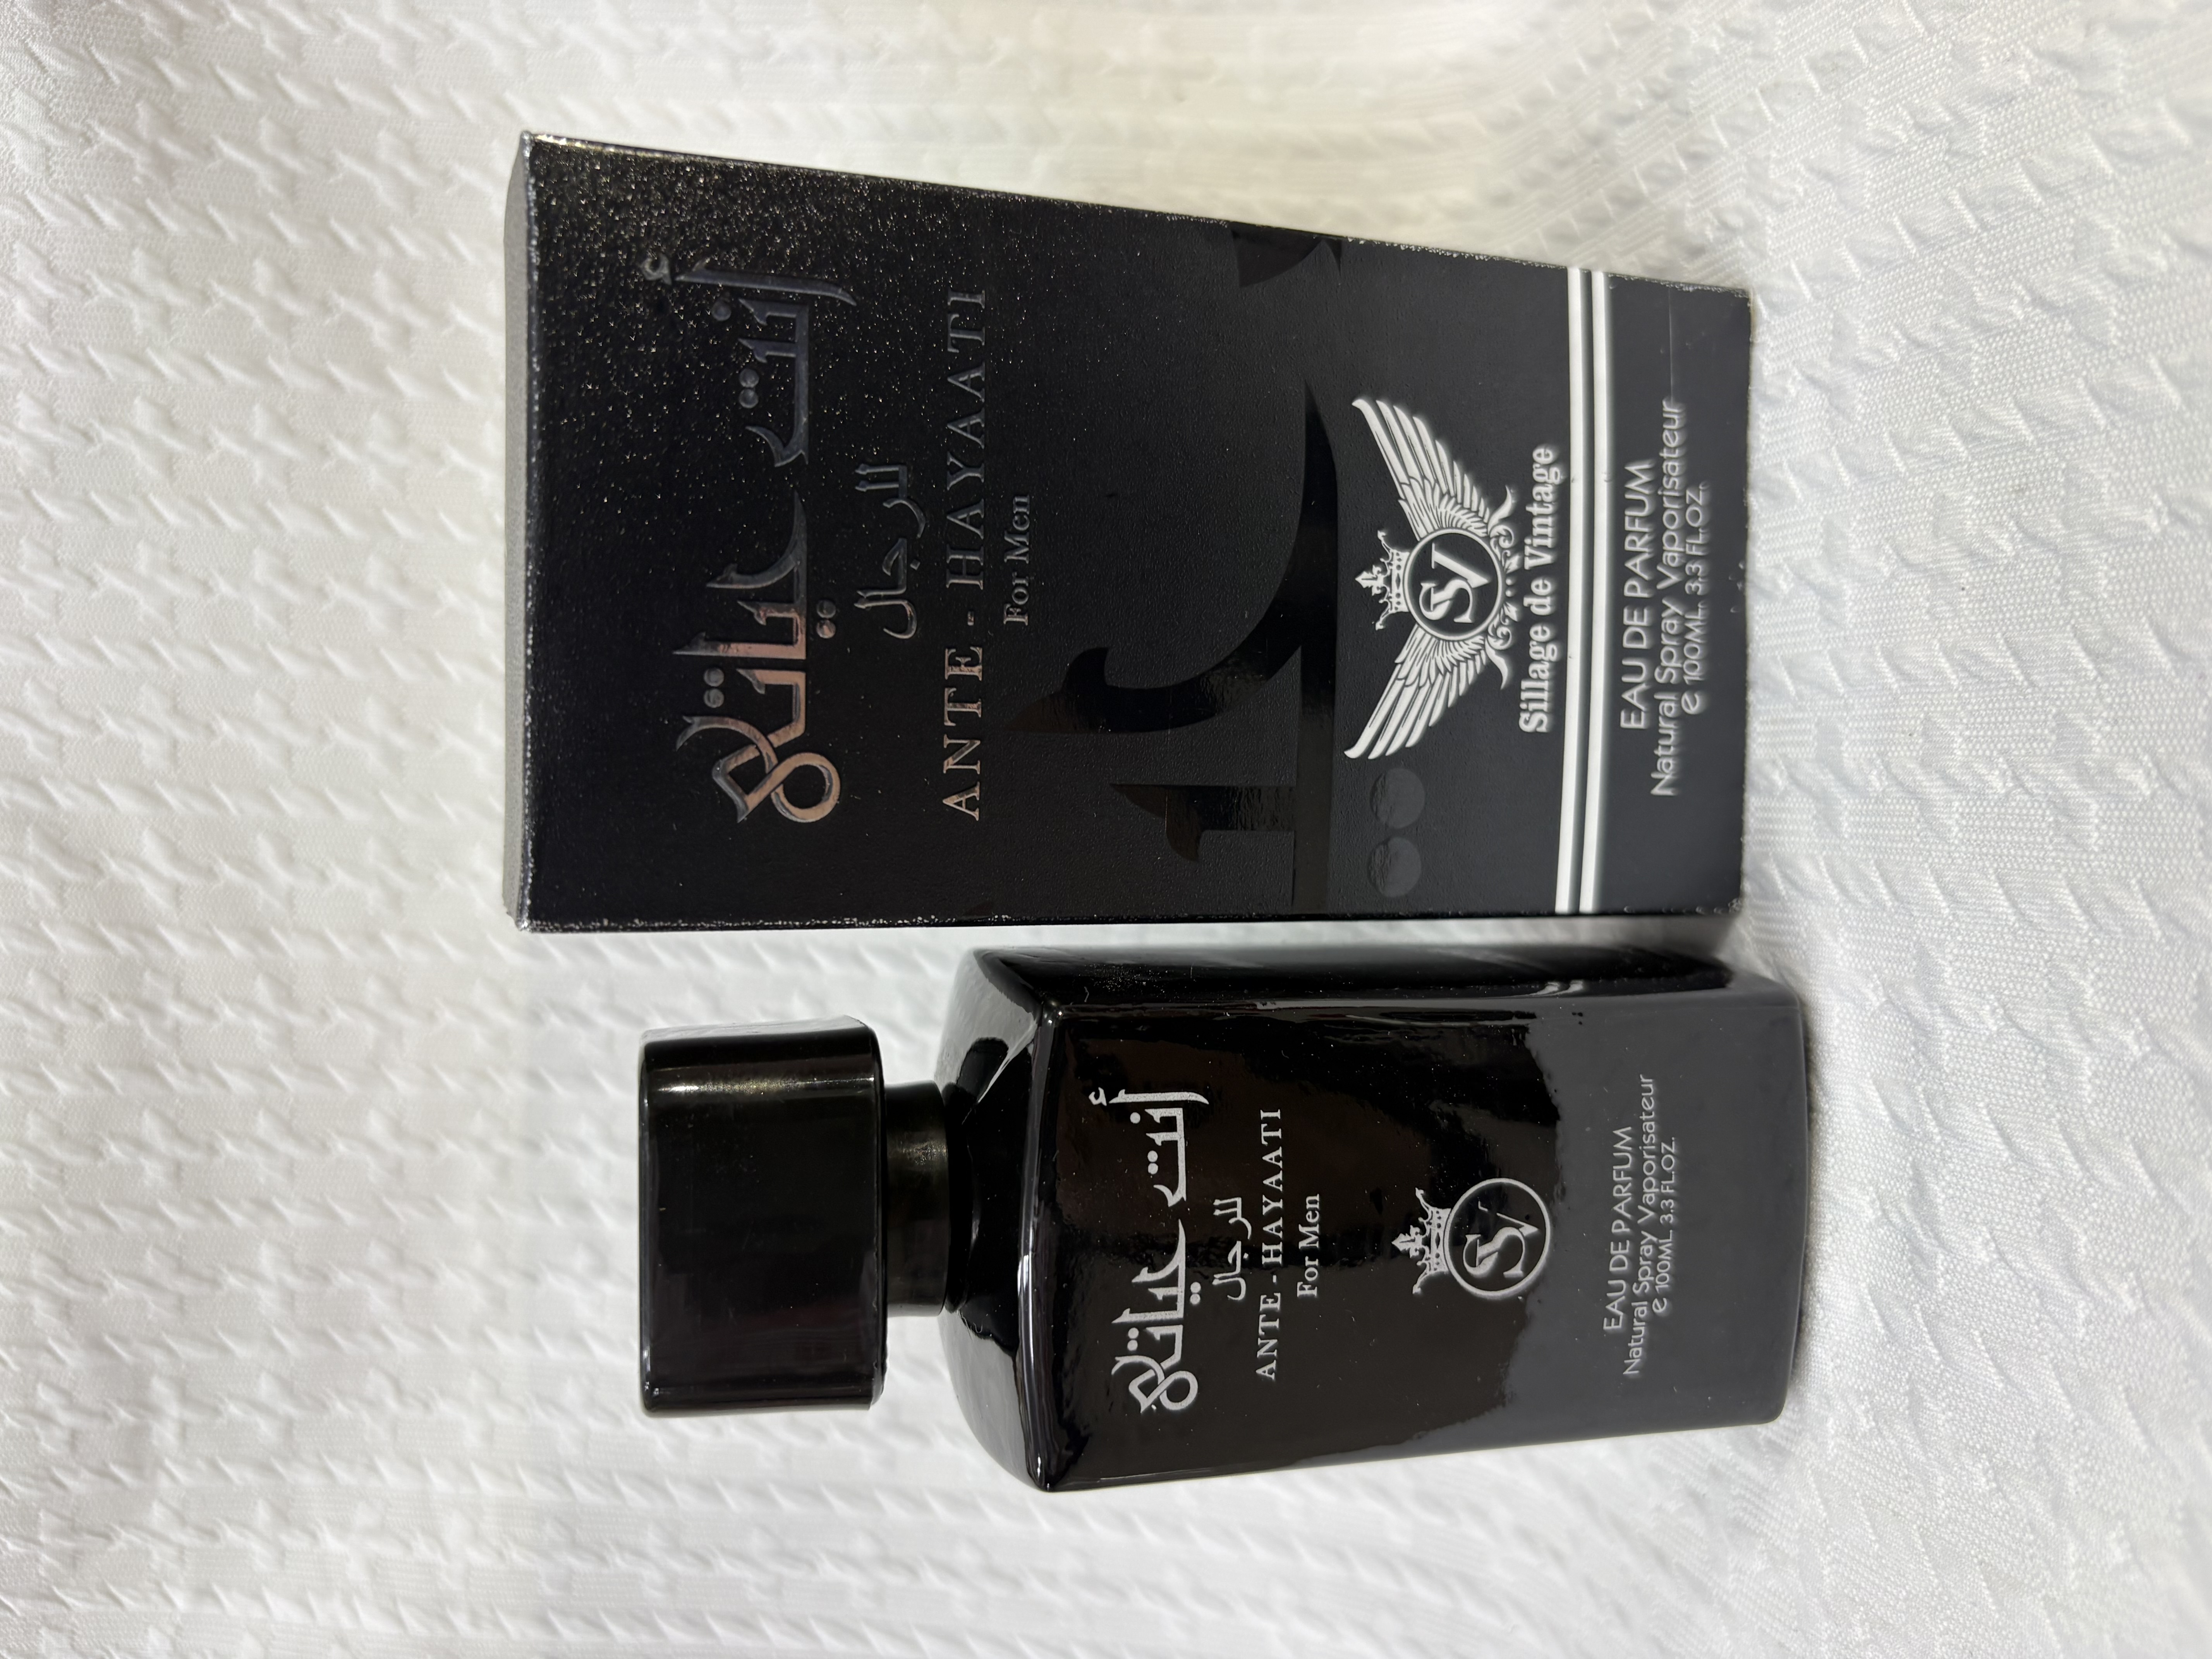 أنت حياتي
للرجال
ANTE - HAYAATI
For Men
SV
EAU DE PARFUM
Natural Spray Vaporisateur
e 100ML. 3.3 FL.OZ.
أنت حياتي
للرجال
ANTE - HAYAATI
For Men
SV
Sillage de Vintage
EAU DE PARFUM
Natural Spray Vaporisateur
e 100ML. 3.3 FL.OZ.